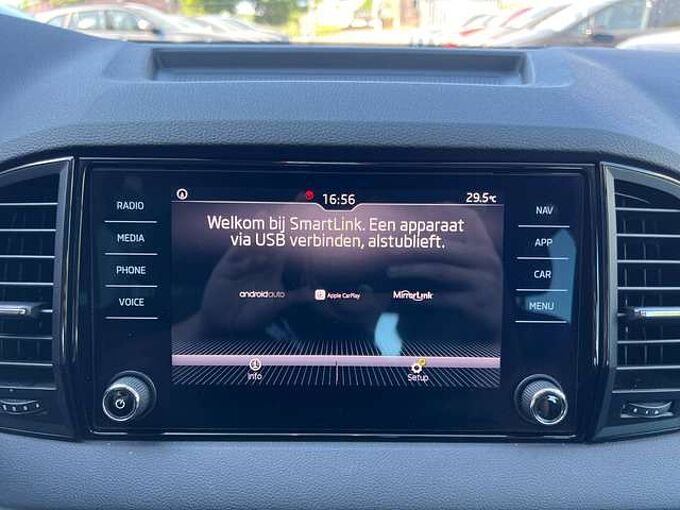 16:56
29.5°C
RADIO
MEDIA
PHONE
VOICE
Welkom bij SmartLink. Een apparaat
via USB verbinden, alstublieft.
androidauto
Apple CarPlay
MirrorLink
Info
Setup
NAV
APP
CAR
MENU